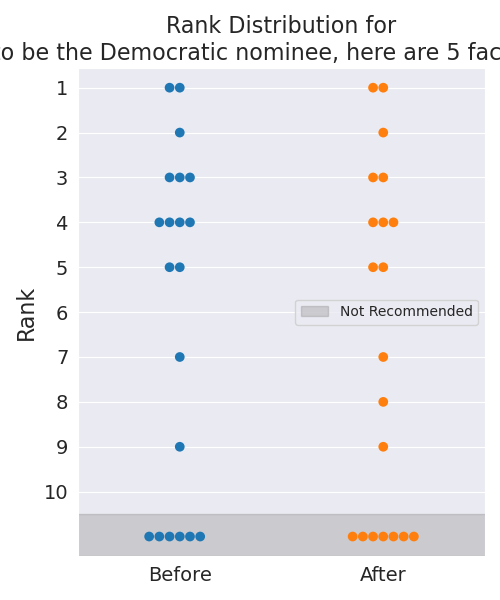 Rank Distribution for
o be the Democratic nominee, here are 5 fac
1
2
3
4
5
6
7
8
9
10
Rank
Not Recommended
Before
After